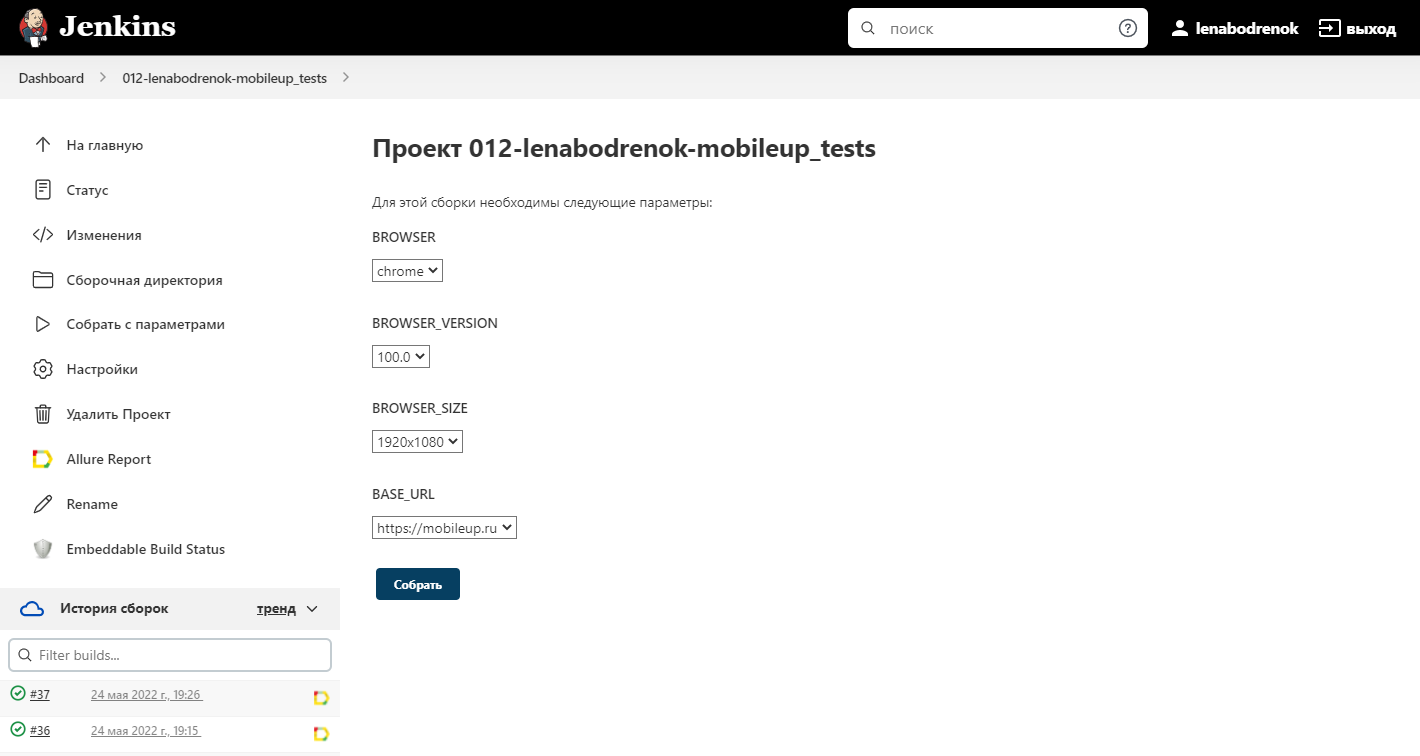 Jenkins
поиск
lenabodrenok
выход
Dashboard
012-lenabodrenok-mobileup_tests
На главную
Статус
Изменения
Сборочная директория
Собрать с параметрами
Настройки
Удалить Проект
Allure Report
Rename
Embeddable Build Status
История сборок
тренд
Filter builds...
#37 24 мая 2022 г., 19:26
#36 24 мая 2022 г., 19:15
Проект 012-lenabodrenok-mobileup_tests
Для этой сборки необходимы следующие параметры:
BROWSER
chrome
BROWSER_VERSION
100.0
BROWSER_SIZE
1920x1080
BASE_URL
https://mobileup.ru
Собрать